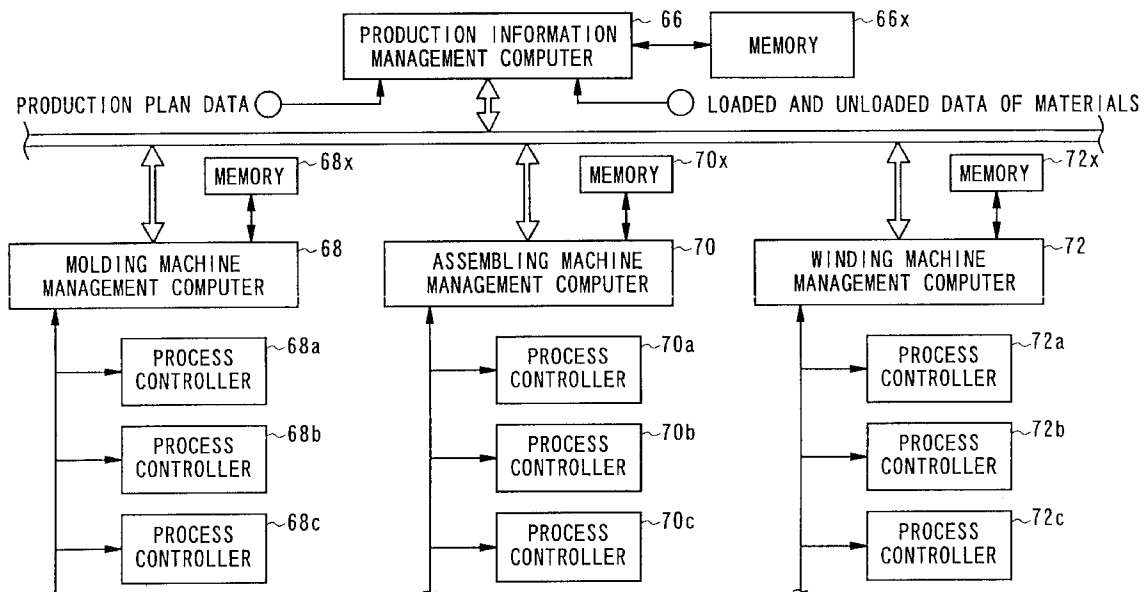 66
66x
PRODUCTION INFORMATION
MANAGEMENT COMPUTER
MEMORY
PRODUCTION PLAN DATA
LOADED AND UNLOADED DATA OF MATERIALS
68x
70x
72x
MEMORY
MEMORY
MEMORY
68
70
72
MOLDING MACHINE
MANAGEMENT COMPUTER
ASSEMBLING MACHINE
MANAGEMENT COMPUTER
WINDING MACHINE
MANAGEMENT COMPUTER
68a
PROCESS
CONTROLLER
70a
PROCESS
CONTROLLER
72a
PROCESS
CONTROLLER
68b
PROCESS
CONTROLLER
70b
PROCESS
CONTROLLER
72b
PROCESS
CONTROLLER
68c
PROCESS
CONTROLLER
70c
PROCESS
CONTROLLER
72c
PROCESS
CONTROLLER